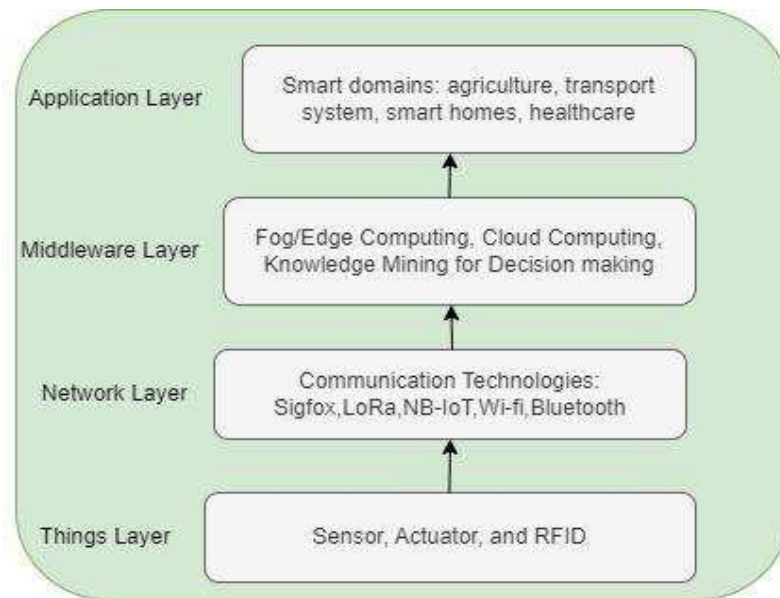 Application Layer
Smart domains: agriculture, transport
system, smart homes, healthcare
Middleware Layer
Fog/Edge Computing, Cloud Computing,
Knowledge Mining for Decision making
Network Layer
Communication Technologies:
Sigfox,LoRa,NB-IoT,Wi-fi,Bluetooth
Things Layer
Sensor, Actuator, and RFID